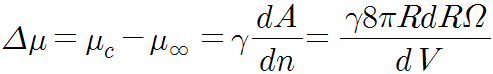 Δμ = μ_c − μ_∞ = γ dA/dn = γ8πRdRΩ/dV